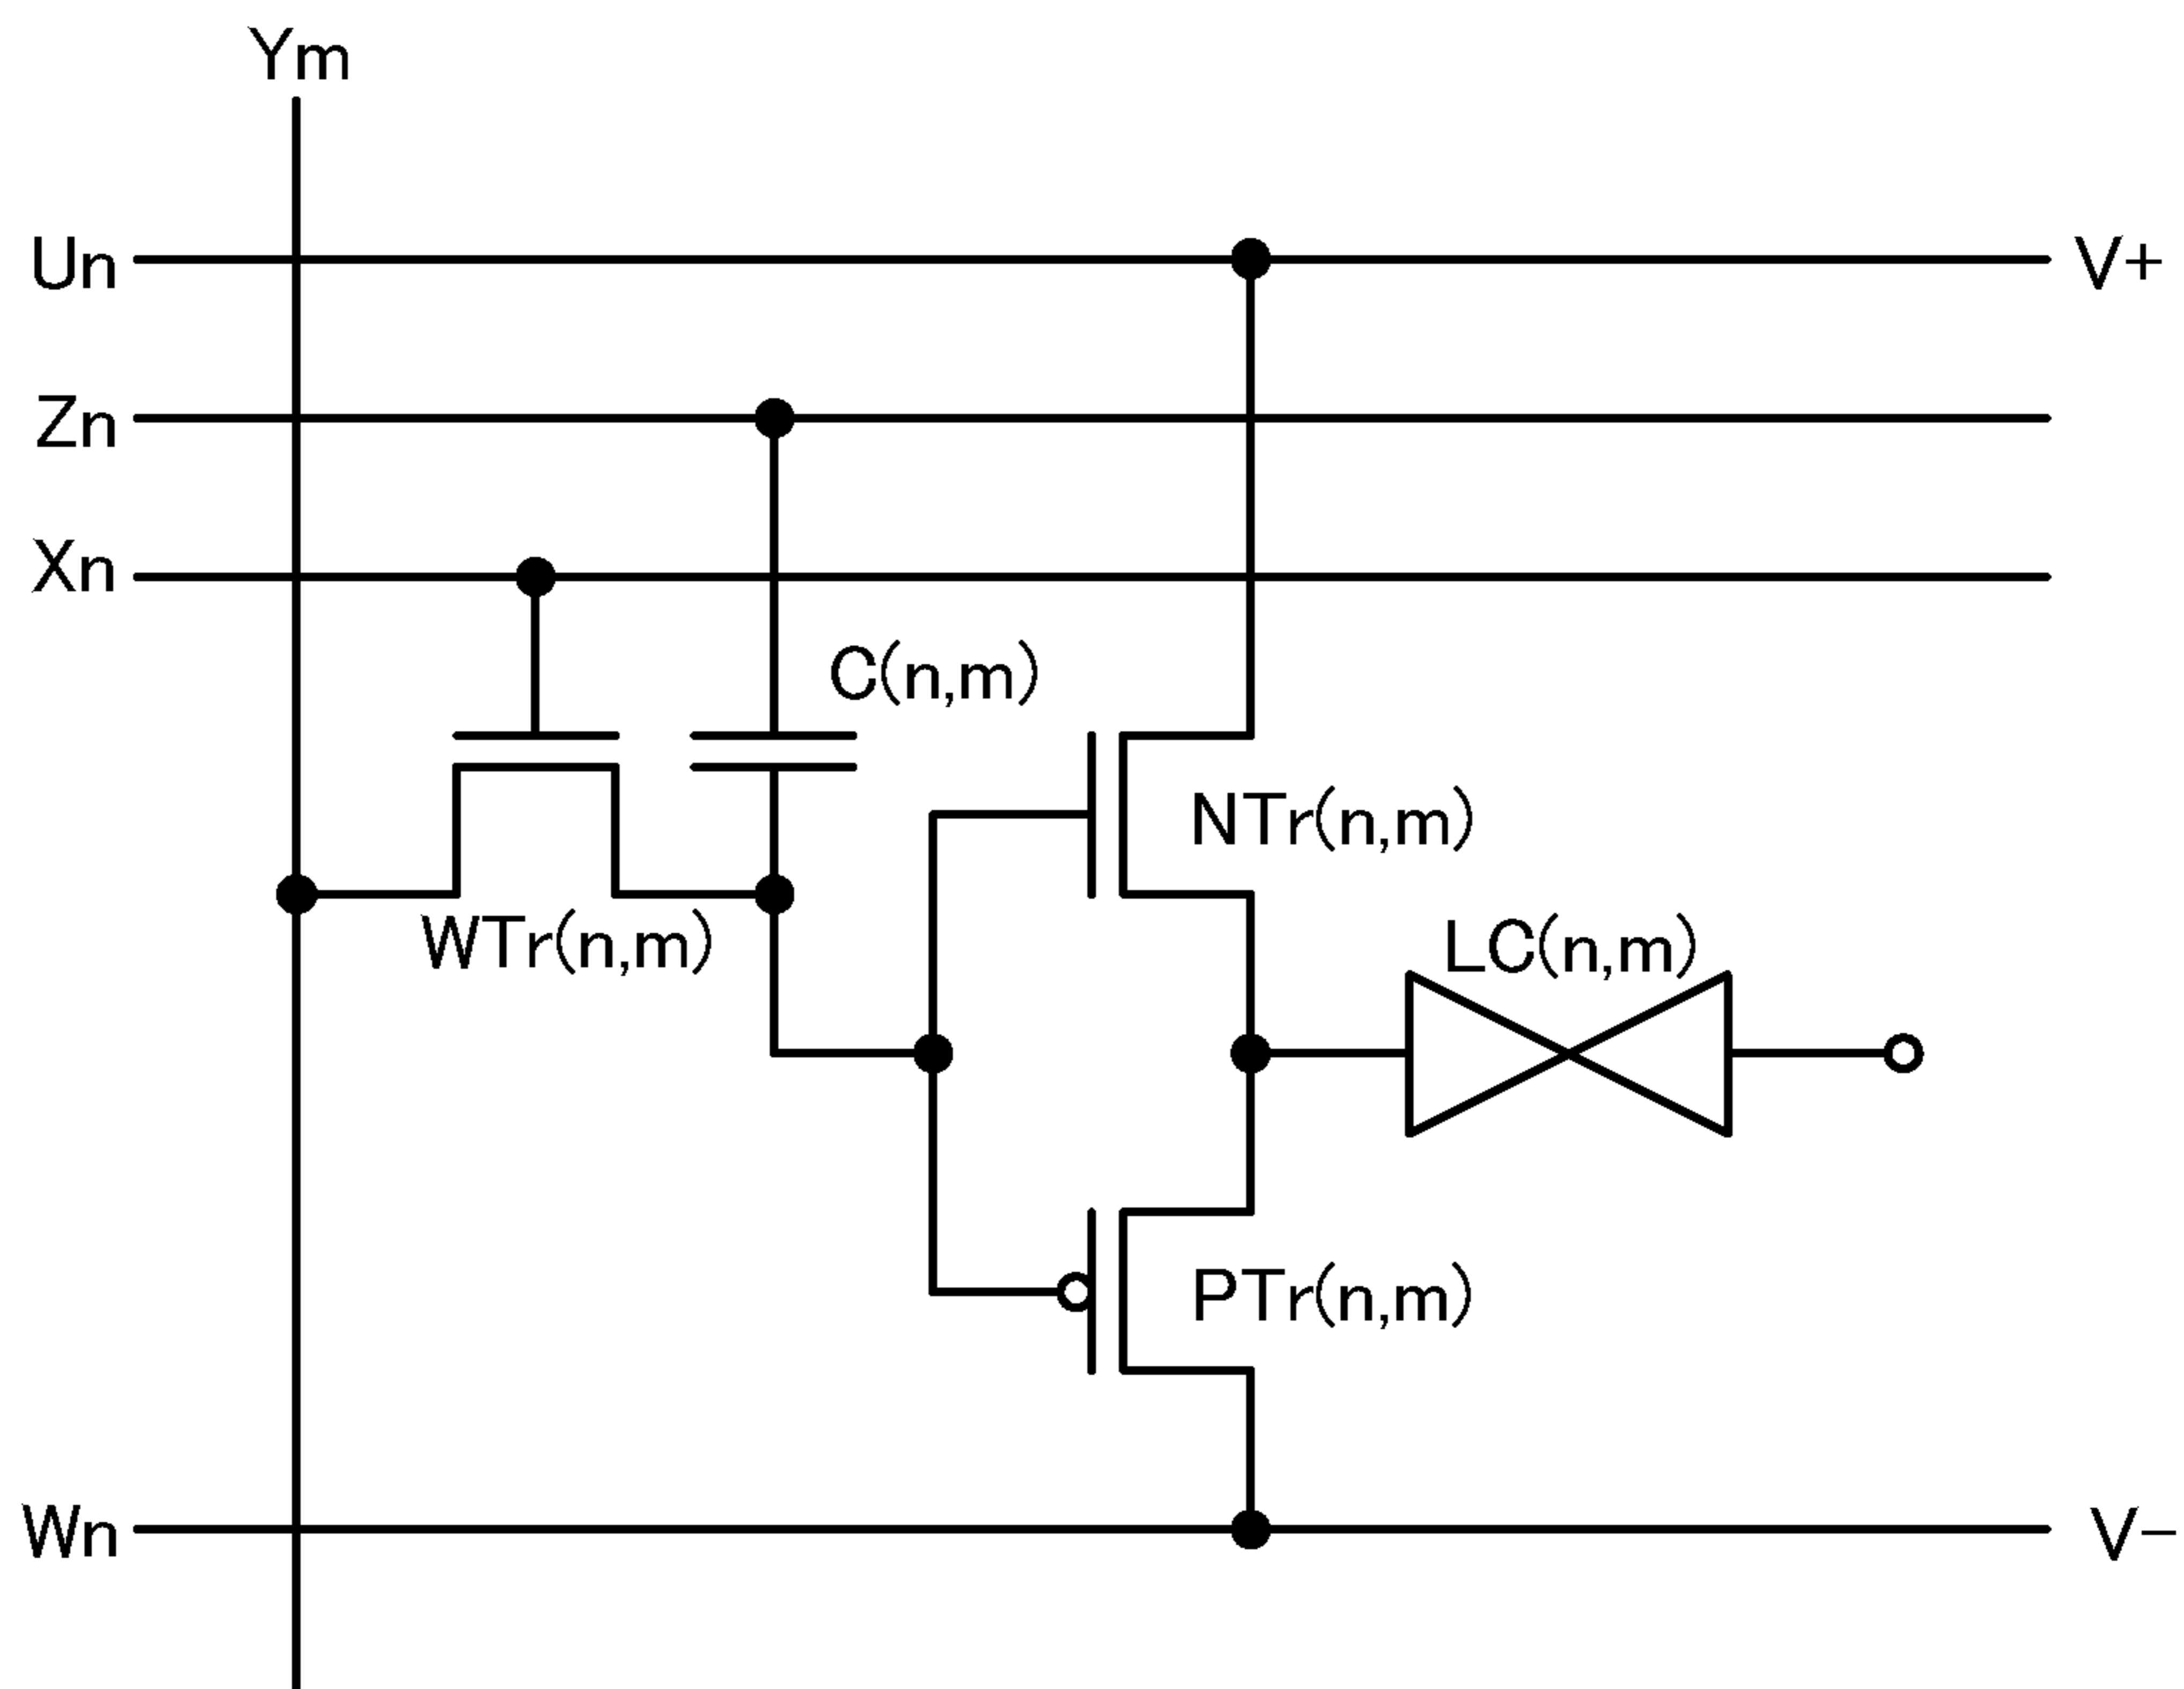 Ym
Un V+
Zn
Xn
C(n,m)
NTr(n,m)
WTr(n,m)
LC(n,m)
PTr(n,m)
Wn V−